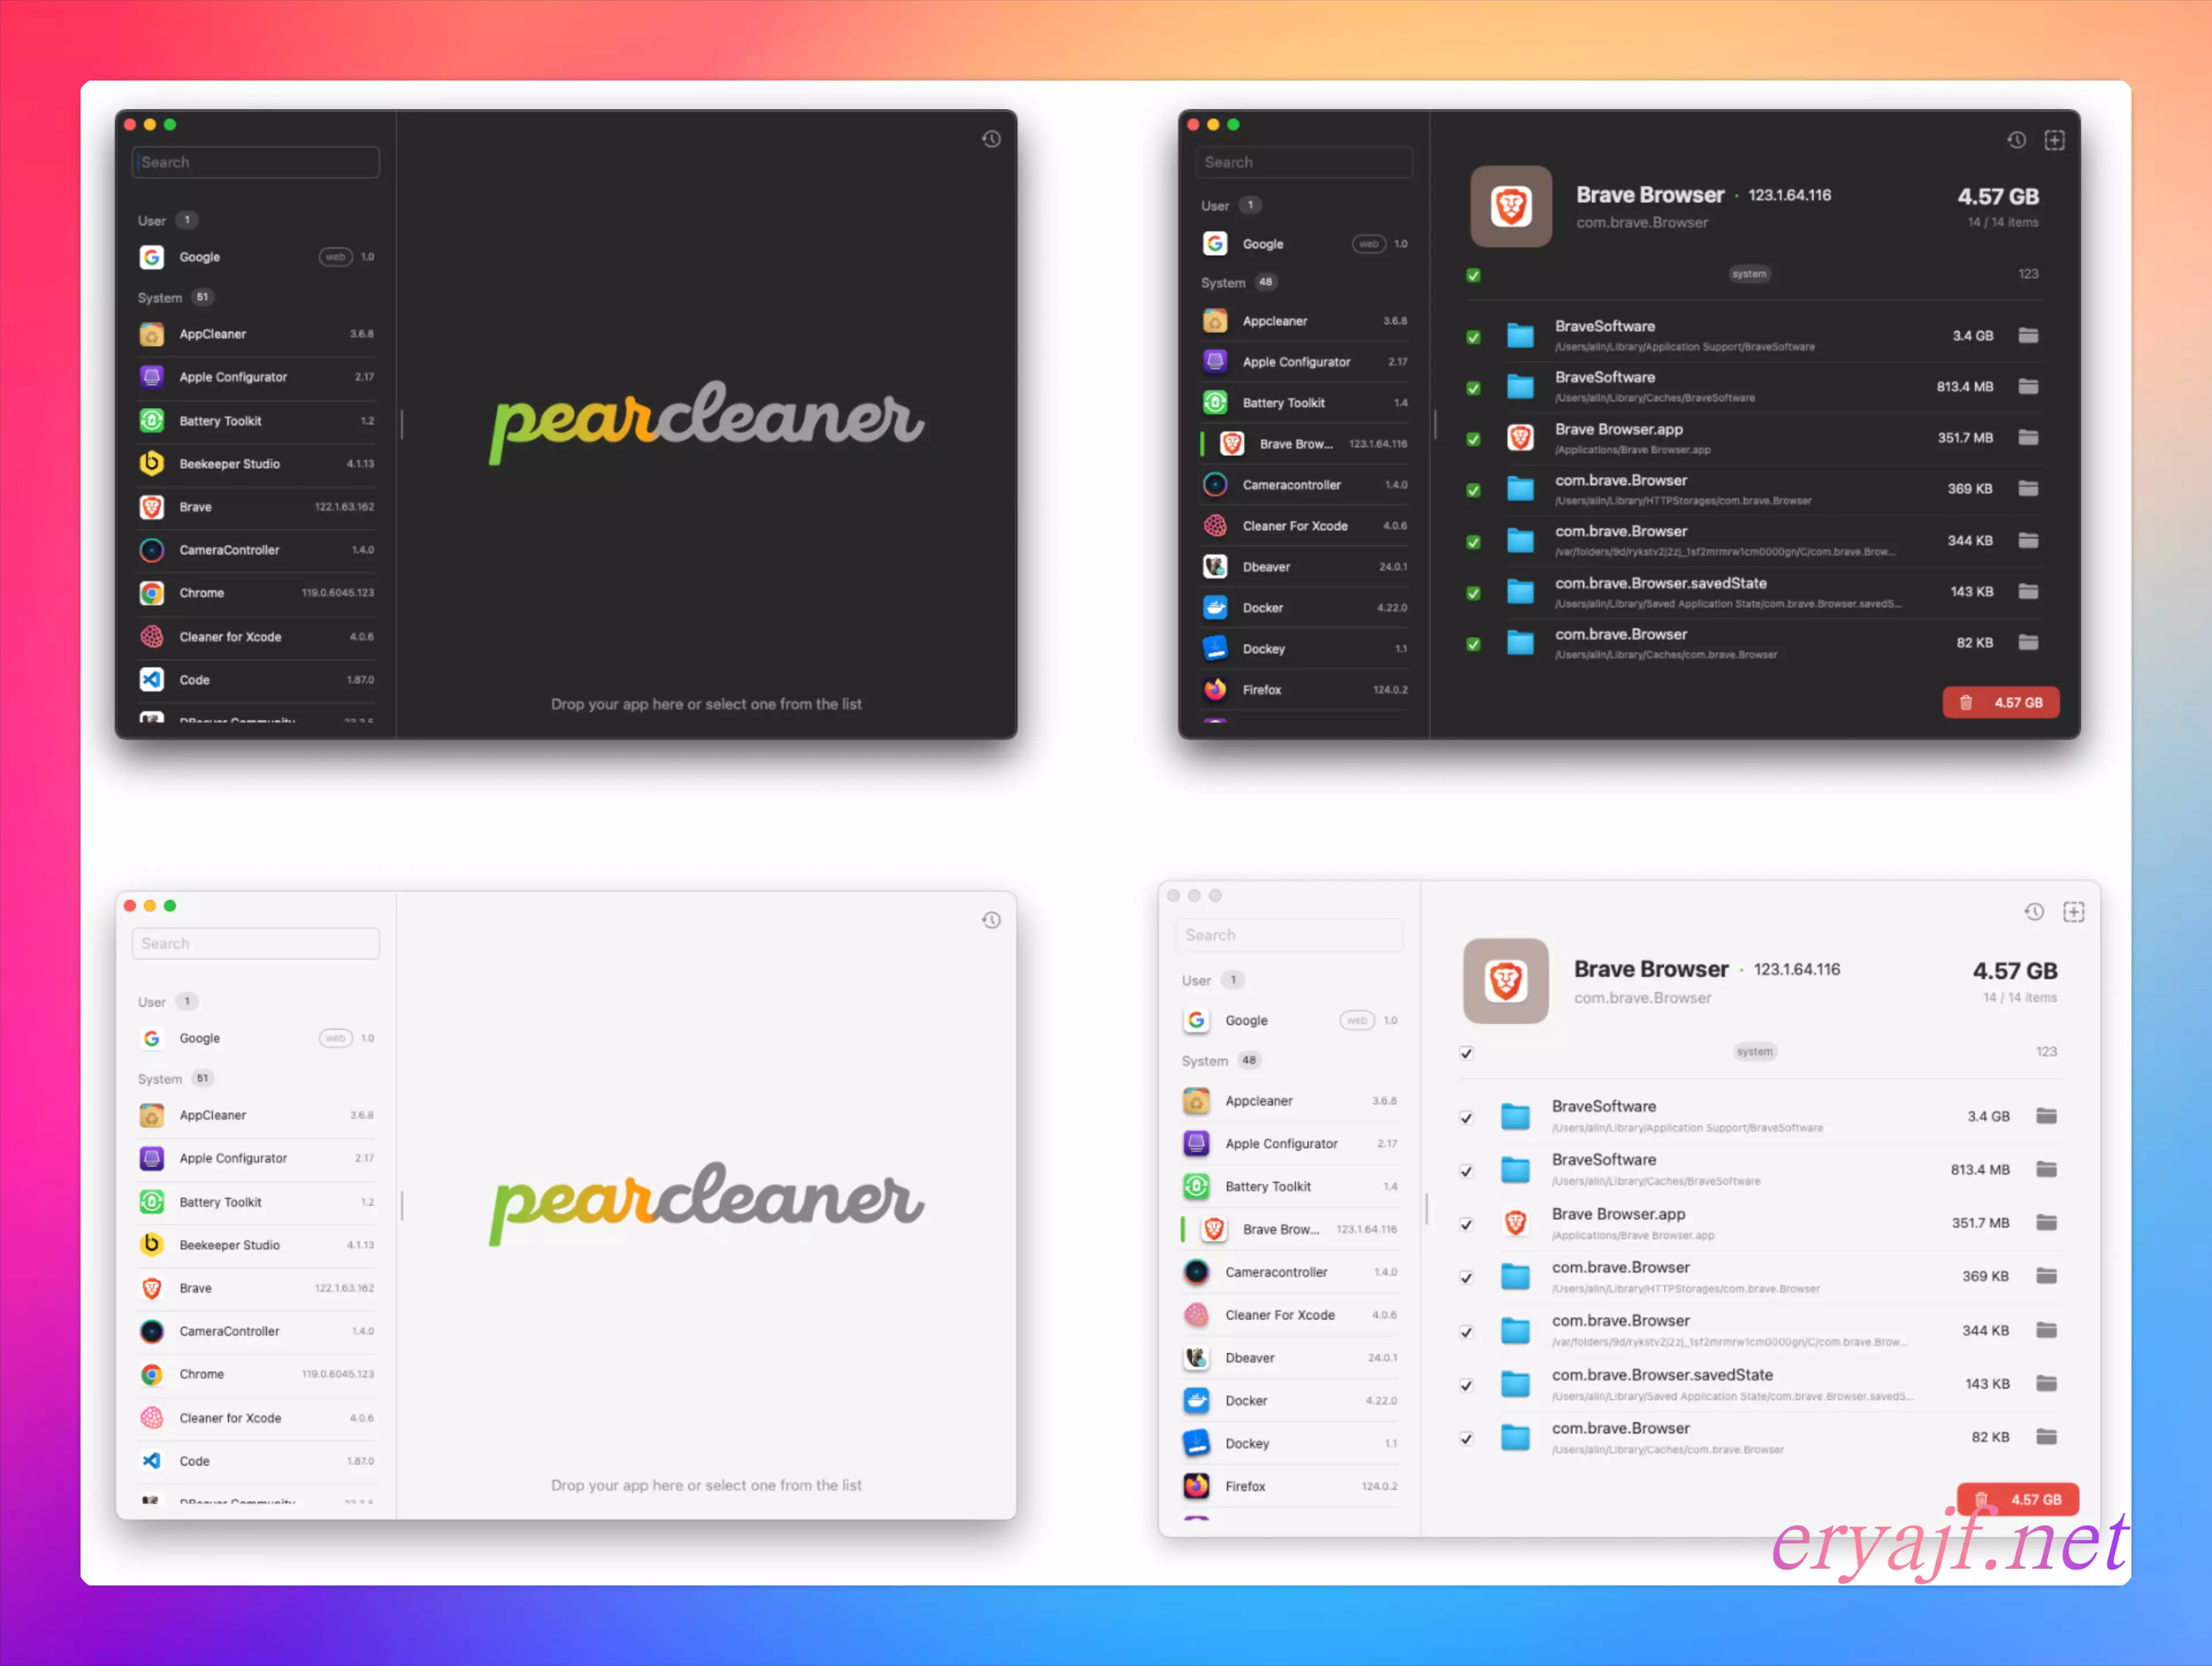 Search
User 1
Google web 1.0
System 51
AppCleaner 3.6.8
Apple Configurator 2.17
Battery Toolkit 1.2
Beekeeper Studio 4.1.13
Brave 122.1.63.162
CameraController 1.4.0
Chrome 119.0.6045.123
Cleaner for Xcode 4.0.6
Code 1.87.0
pearcleaner
Drop your app here or select one from the list
Search
User 1
Google web 1.0
System 48
Appcleaner 3.6.8
Apple Configurator 2.17
Battery Toolkit 1.4
Brave Brow... 123.1.64.116
Cameracontroller 1.4.0
Cleaner For Xcode 4.0.6
Dbeaver 24.0.1
Docker 4.22.0
Dockey 1.1
Firefox 124.0.2
Brave Browser · 123.1.64.116 4.57 GB
com.brave.Browser 14 / 14 items
system 123
BraveSoftware 3.4 GB
/Users/alin/Library/Application Support/BraveSoftware
BraveSoftware 813.4 MB
/Users/alin/Library/Caches/BraveSoftware
Brave Browser.app 351.7 MB
/Applications/Brave Browser.app
com.brave.Browser 369 KB
/Users/alin/Library/HTTPStorages/com.brave.Browser
com.brave.Browser 344 KB
/var/folders/9d/rykstv2j2zj_1sf2mrmrw1cm0000gn/C/com.brave.Brow...
com.brave.Browser.savedState 143 KB
/Users/alin/Library/Saved Application State/com.brave.Browser.savedS...
com.brave.Browser 82 KB
/Users/alin/Library/Caches/com.brave.Browser
4.57 GB
Search
User 1
Google web 1.0
System 51
AppCleaner 3.6.8
Apple Configurator 2.17
Battery Toolkit 1.2
Beekeeper Studio 4.1.13
Brave 122.1.63.162
CameraController 1.4.0
Chrome 119.0.6045.123
Cleaner for Xcode 4.0.6
Code 1.87.0
pearcleaner
Drop your app here or select one from the list
Search
User 1
Google web 1.0
System 48
Appcleaner 3.6.8
Apple Configurator 2.17
Battery Toolkit 1.4
Brave Brow... 123.1.64.116
Cameracontroller 1.4.0
Cleaner For Xcode 4.0.6
Dbeaver 24.0.1
Docker 4.22.0
Dockey 1.1
Firefox 124.0.2
Brave Browser · 123.1.64.116 4.57 GB
com.brave.Browser 14 / 14 items
system 123
BraveSoftware 3.4 GB
/Users/alin/Library/Application Support/BraveSoftware
BraveSoftware 813.4 MB
/Users/alin/Library/Caches/BraveSoftware
Brave Browser.app 351.7 MB
/Applications/Brave Browser.app
com.brave.Browser 369 KB
/Users/alin/Library/HTTPStorages/com.brave.Browser
com.brave.Browser 344 KB
/var/folders/9d/rykstv2j2zj_1sf2mrmrw1cm0000gn/C/com.brave.Brow...
com.brave.Browser.savedState 143 KB
/Users/alin/Library/Saved Application State/com.brave.Browser.savedS...
com.brave.Browser 82 KB
/Users/alin/Library/Caches/com.brave.Browser
4.57 GB
eryajf.net